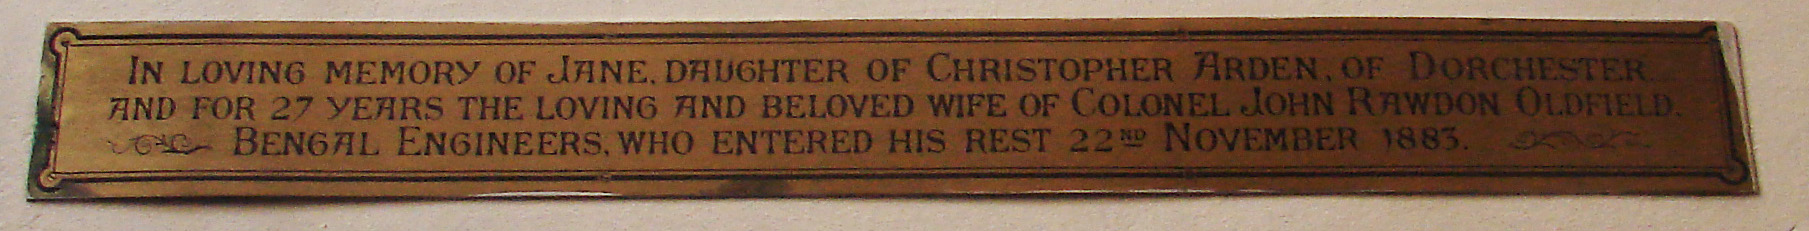 In loving memory of Jane, daughter of Christopher Arden, of Dorchester
and for 27 years the loving and beloved wife of Colonel John Rawdon Oldfield.
Bengal Engineers, who entered His rest 22nd November 1883.